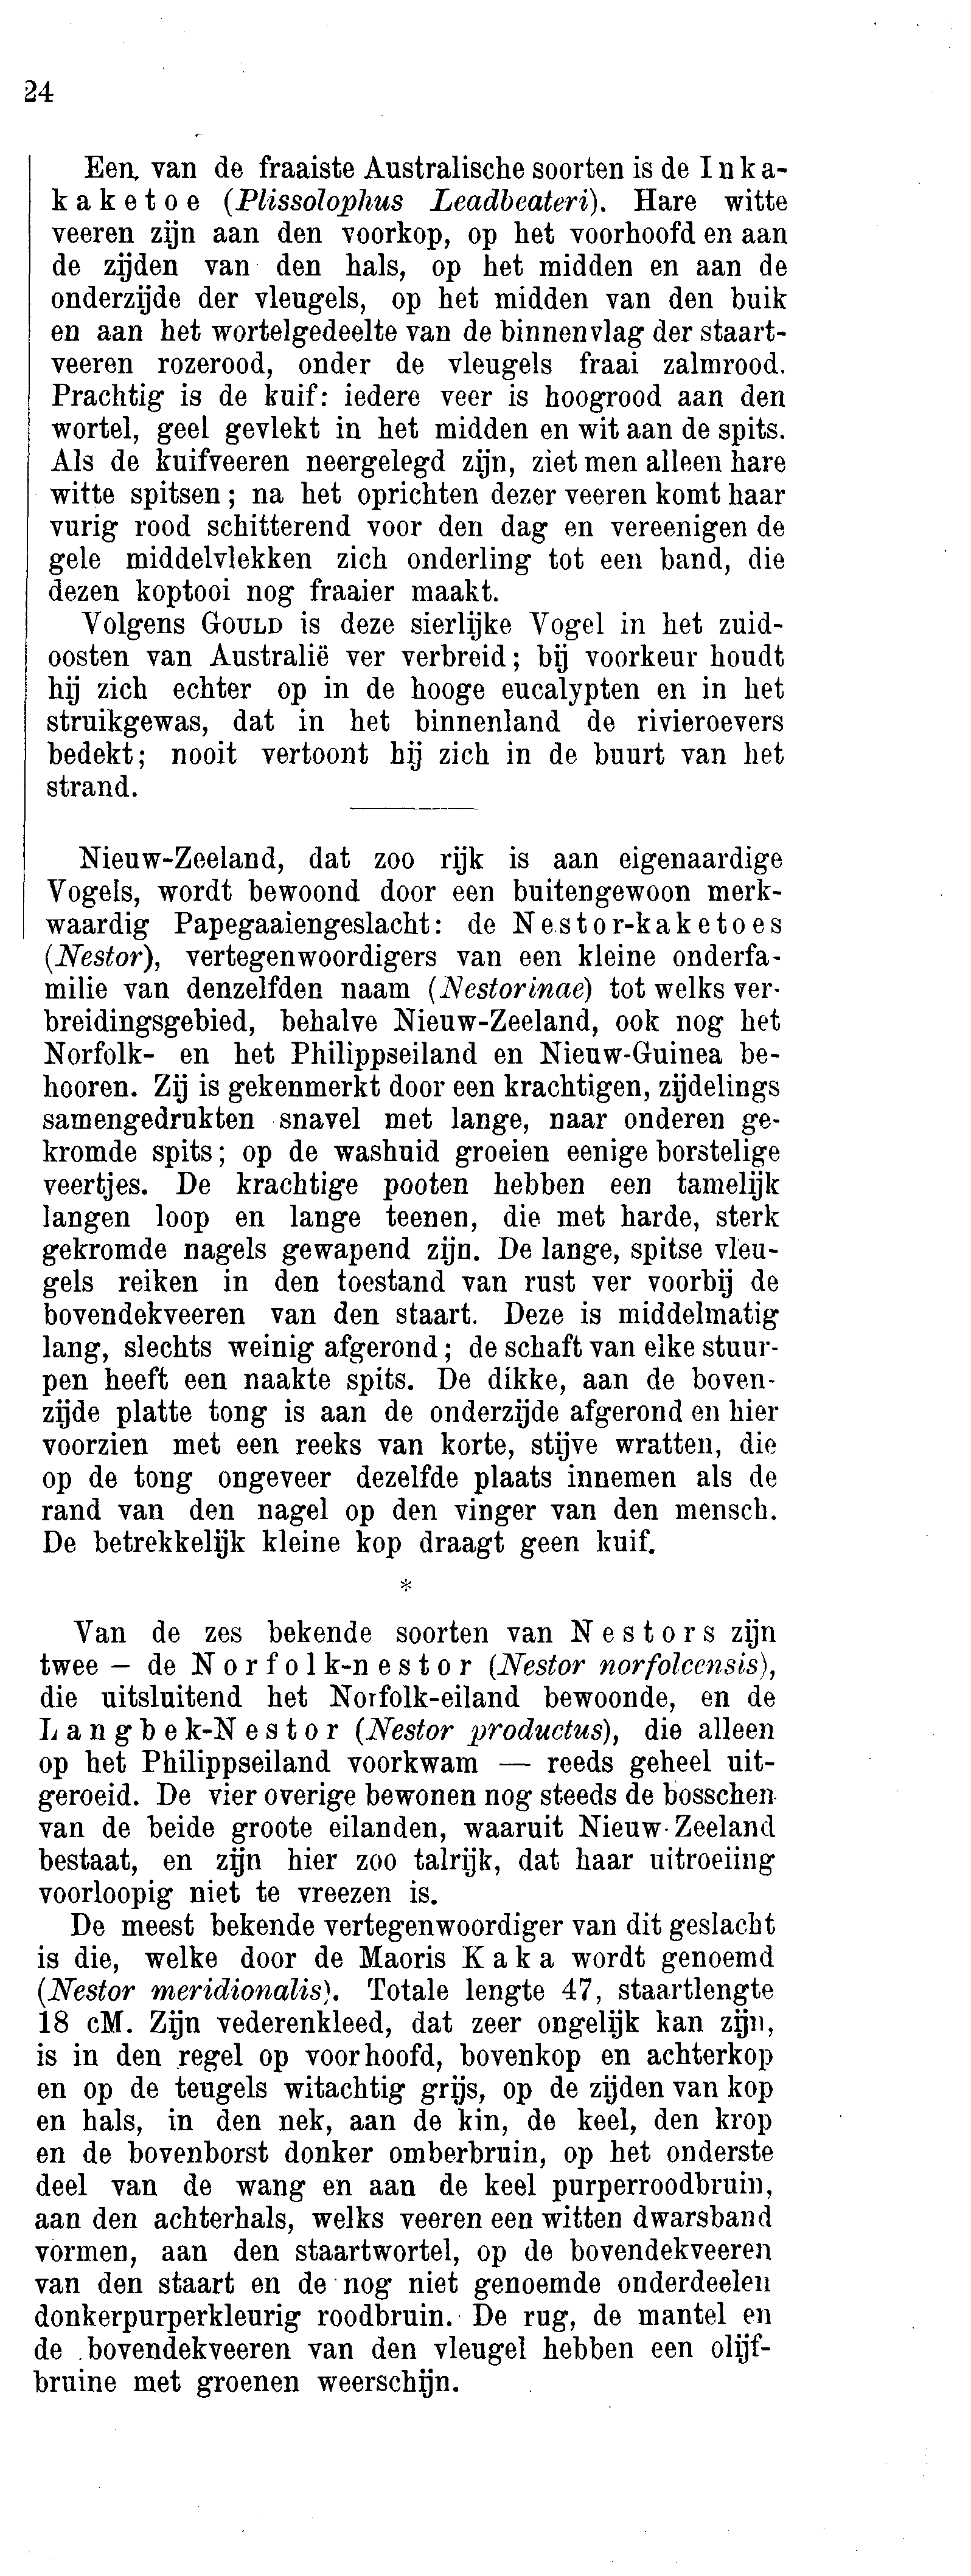 24
Een van de fraaiste Australische soorten is de Inka-
kaketoe (Plissolophus Leadbeateri). Hare witte
veeren zijn aan den voorkop, op het voorhoofd en aan
de zijden van den hals, op het midden en aan de
onderzijde der vleugels, op het midden van den buik
en aan het wortelgedeelte van de binnenvlag der staart-
veeren rozerood, onder de vleugels fraai zalmrood.
Prachtig is de kuif: iedere veer is hoogrood aan den
wortel, geel gevlekt in het midden en wit aan de spits.
Als de kuifveeren neergelegd zijn, ziet men alleen hare
witte spitsen; na het oprichten dezer veeren komt haar
vurig rood schitterend voor den dag en vereenigen de
gele middelvlekken zich onderling tot een band, die
dezen koptooi nog fraaier maakt.
Volgens GOULD is deze sierlijke Vogel in het zuid-
oosten van Australië ver verbreid; bij voorkeur houdt
hij zich echter op in de hooge eucalypten en in het
struikgewas, dat in het binnenland de rivieroevers
bedekt; nooit vertoont hij zich in de buurt van het
strand.
Nieuw-Zeeland, dat zoo rijk is aan eigenaardige
Vogels, wordt bewoond door een buitengewoon merk-
waardig Papegaaiengeslacht: de Nestor-kaketoes
(Nestor), vertegenwoordigers van een kleine onderfa-
milie van denzelfden naam (Nestorinae) tot welks ver-
breidingsgebied, behalve Nieuw-Zeeland, ook nog het
Norfolk- en het Philippseiland en Nieuw-Guinea be-
hooren. Zij is gekenmerkt door een krachtigen, zijdelings
samengedrukten snavel met lange, naar onderen ge-
kromde spits; op de washuid groeien eenige borstelige
veertjes. De krachtige pooten hebben een tamelijk
langen loop en lange teenen, die met harde, sterk
gekromde nagels gewapend zijn. De lange, spitse vleu-
gels reiken in den toestand van rust ver voorbij de
bovendekveeren van den staart. Deze is middelmatig
lang, slechts weinig afgerond; de schaft van elke stuur-
pen heeft een naakte spits. De dikke, aan de boven-
zijde platte tong is aan de onderzijde afgerond en hier
voorzien met een reeks van korte, stijve wratten, die
op de tong ongeveer dezelfde plaats innemen als de
rand van den nagel op den vinger van den mensch.
De betrekkelijk kleine kop draagt geen kuif.
*
Van de zes bekende soorten van Nestors zijn
twee — de Norfolk-nestor (Nestor norfolcensis),
die uitsluitend het Norfolk-eiland bewoonde, en de
Langbek-Nestor (Nestor productus), die alleen
op het Philippseiland voorkwam — reeds geheel uit-
geroeid. De vier overige bewonen nog steeds de bosschen
van de beide groote eilanden, waaruit Nieuw-Zeeland
bestaat, en zijn hier zoo talrijk, dat haar uitroeiing
voorloopig niet te vreezen is.
De meest bekende vertegenwoordiger van dit geslacht
is die, welke door de Maoris Kaka wordt genoemd
(Nestor meridionalis). Totale lengte 47, staartlengte
18 cM. Zijn vederenkleed, dat zeer ongelijk kan zijn,
is in den regel op voorhoofd, bovenkop en achterkop
en op de teugels witachtig grijs, op de zijden van kop
en hals, in den nek, aan de kin, de keel, den krop
en de bovenborst donker omberbruin, op het onderste
deel van de wang en aan de keel purperroodbruin,
aan den achterhals, welks veeren een witten dwarsband
vormen, aan den staartwortel, op de bovendekveeren
van den staart en de nog niet genoemde onderdeelen
donkerpurperkleurig roodbruin. De rug, de mantel en
de bovendekveeren van den vleugel hebben een olijf-
bruine met groenen weerschijn.